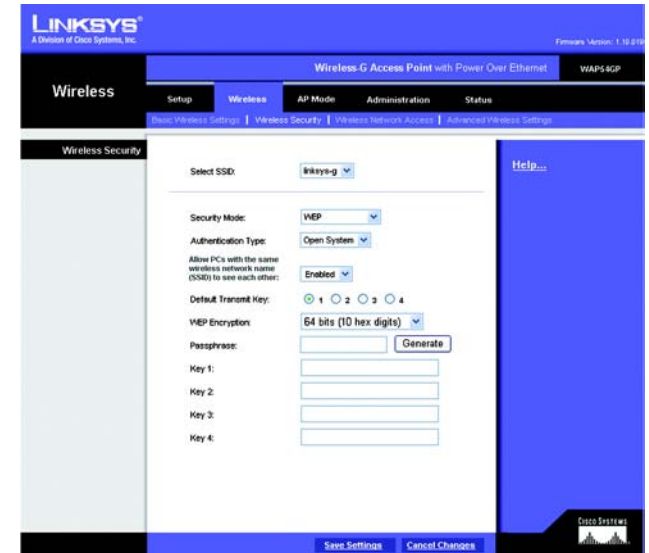 LINKSYS®
A Division of Cisco Systems, Inc.
Firmware Version: 1.10
Wireless-G Access Point with Power Over Ethernet WAP54GP
Wireless
Setup Wireless AP Mode Administration Status
Basic Wireless Settings | Wireless Security | Wireless Network Access | Advanced Wireless Settings
Wireless Security
Help...
Select SSID: linksys-g
Security Mode: WEP
Authentication Type: Open System
Allow PCs with the same
wireless network name
(SSID) to see each other: Enabled
Default Transmit Key: 1 2 3 4
WEP Encryption: 64 bits (10 hex digits)
Passphrase: Generate
Key 1:
Key 2:
Key 3:
Key 4:
Save Settings Cancel Changes
CISCO SYSTEMS